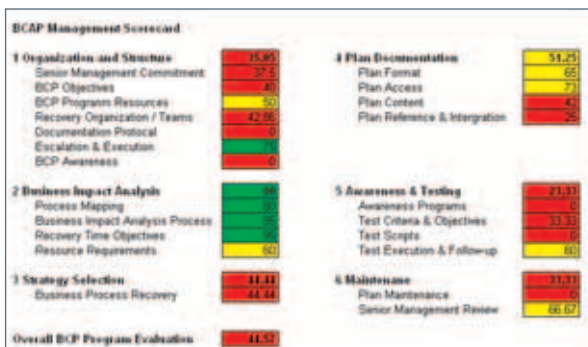 BCAP Management Scorecard
1 Organization and Structure 35,05
Senior Management Commitment 37.5
BCP Objectives 40
BCP Program Resources 50
Recovery Organization / Teams 42.86
Documentation Protocal 0
Escalation & Execution 75
BCP Awareness 0
2 Business Impact Analysis
Process Mapping
Business Impact Analysis Process
Recovery Time Objectives
Resource Requirements 60
3 Strategy Selection 44,44
Business Process Recovery 44.44
Overall BCP Program Evaluation
4 Plan Documentation 51,25
Plan Format 65
Plan Access 73
Plan Content 42
Plan Reference & Intergration 25
5 Awareness & Testing
Awareness Programs 0
Test Criteria & Objectives 33.33
Test Scripts 0
Test Execution & Follow-up 60
6 Maintenane 33,33
Plan Maintenance 0
Senior Management Review 66.67